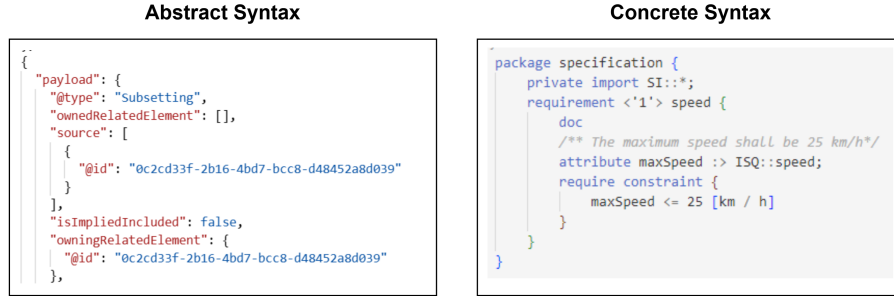 Abstract Syntax
{
"payload": {
"@type": "Subsetting",
"ownedRelatedElement": [],
"source": [
{
"@id": "0c2cd33f-2b16-4bd7-bcc8-d48452a8d039"
}
],
"isImpliedIncluded": false,
"owningRelatedElement": {
"@id": "0c2cd33f-2b16-4bd7-bcc8-d48452a8d039"
},
Concrete Syntax
package specification {
private import SI::*;
requirement <'1'> speed {
doc
/** The maximum speed shall be 25 km/h*/
attribute maxSpeed :> ISQ::speed;
require constraint {
maxSpeed <= 25 [km / h]
}
}
}